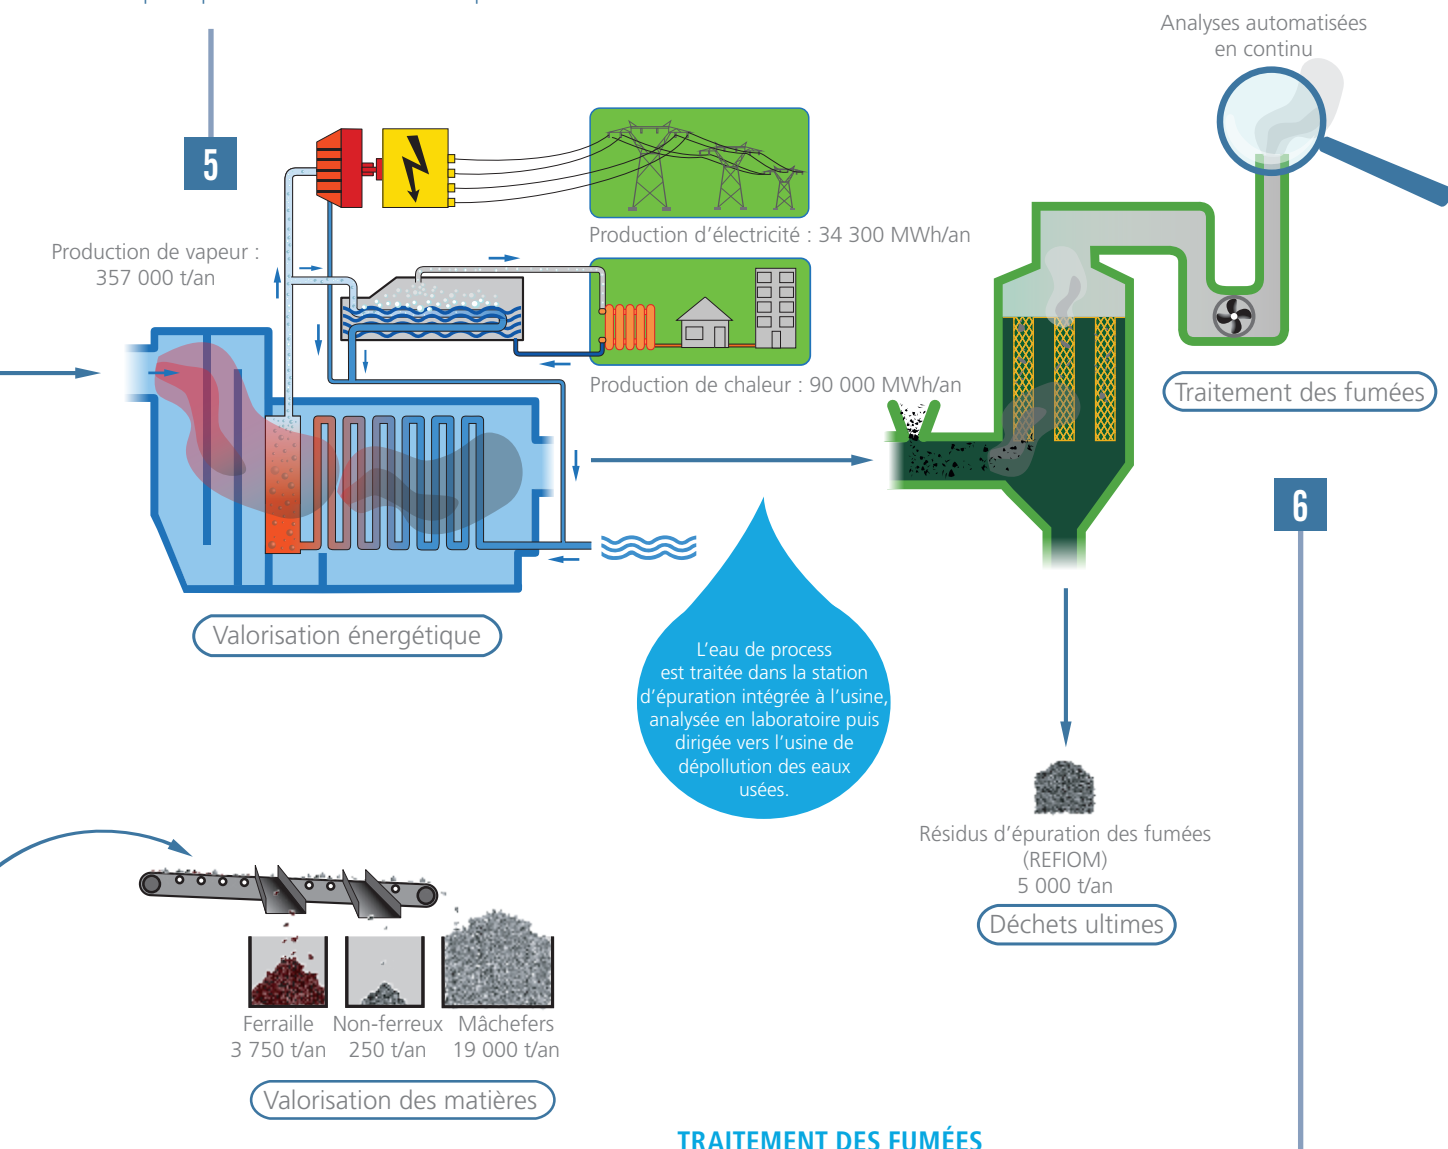 Analyses automatisées
en continu
5
Production de vapeur :
357 000 t/an
Production d'électricité : 34 300 MWh/an
Production de chaleur : 90 000 MWh/an
Traitement des fumées
6
Valorisation énergétique
L'eau de process
est traitée dans la station
d'épuration intégrée à l'usine,
analysée en laboratoire puis
dirigée vers l'usine de
dépollution des eaux
usées.
Résidus d'épuration des fumées
(REFIOM)
5 000 t/an
Déchets ultimes
Ferraille
3 750 t/an
Non-ferreux
250 t/an
Mâchefers
19 000 t/an
Valorisation des matières
TRAITEMENT DES FUMÉES